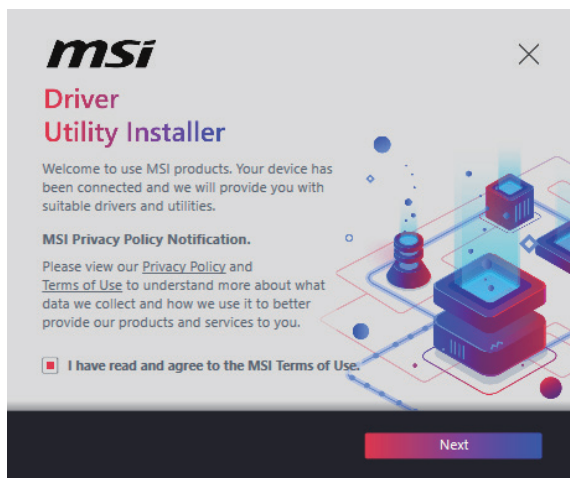 msi
Driver
Utility Installer
Welcome to use MSI products. Your device has
been connected and we will provide you with
suitable drivers and utilities.
MSI Privacy Policy Notification.
Please view our Privacy Policy and
Terms of Use to understand more about what
data we collect and how we use it to better
provide our products and services to you.
I have read and agree to the MSI Terms of Use.
Next